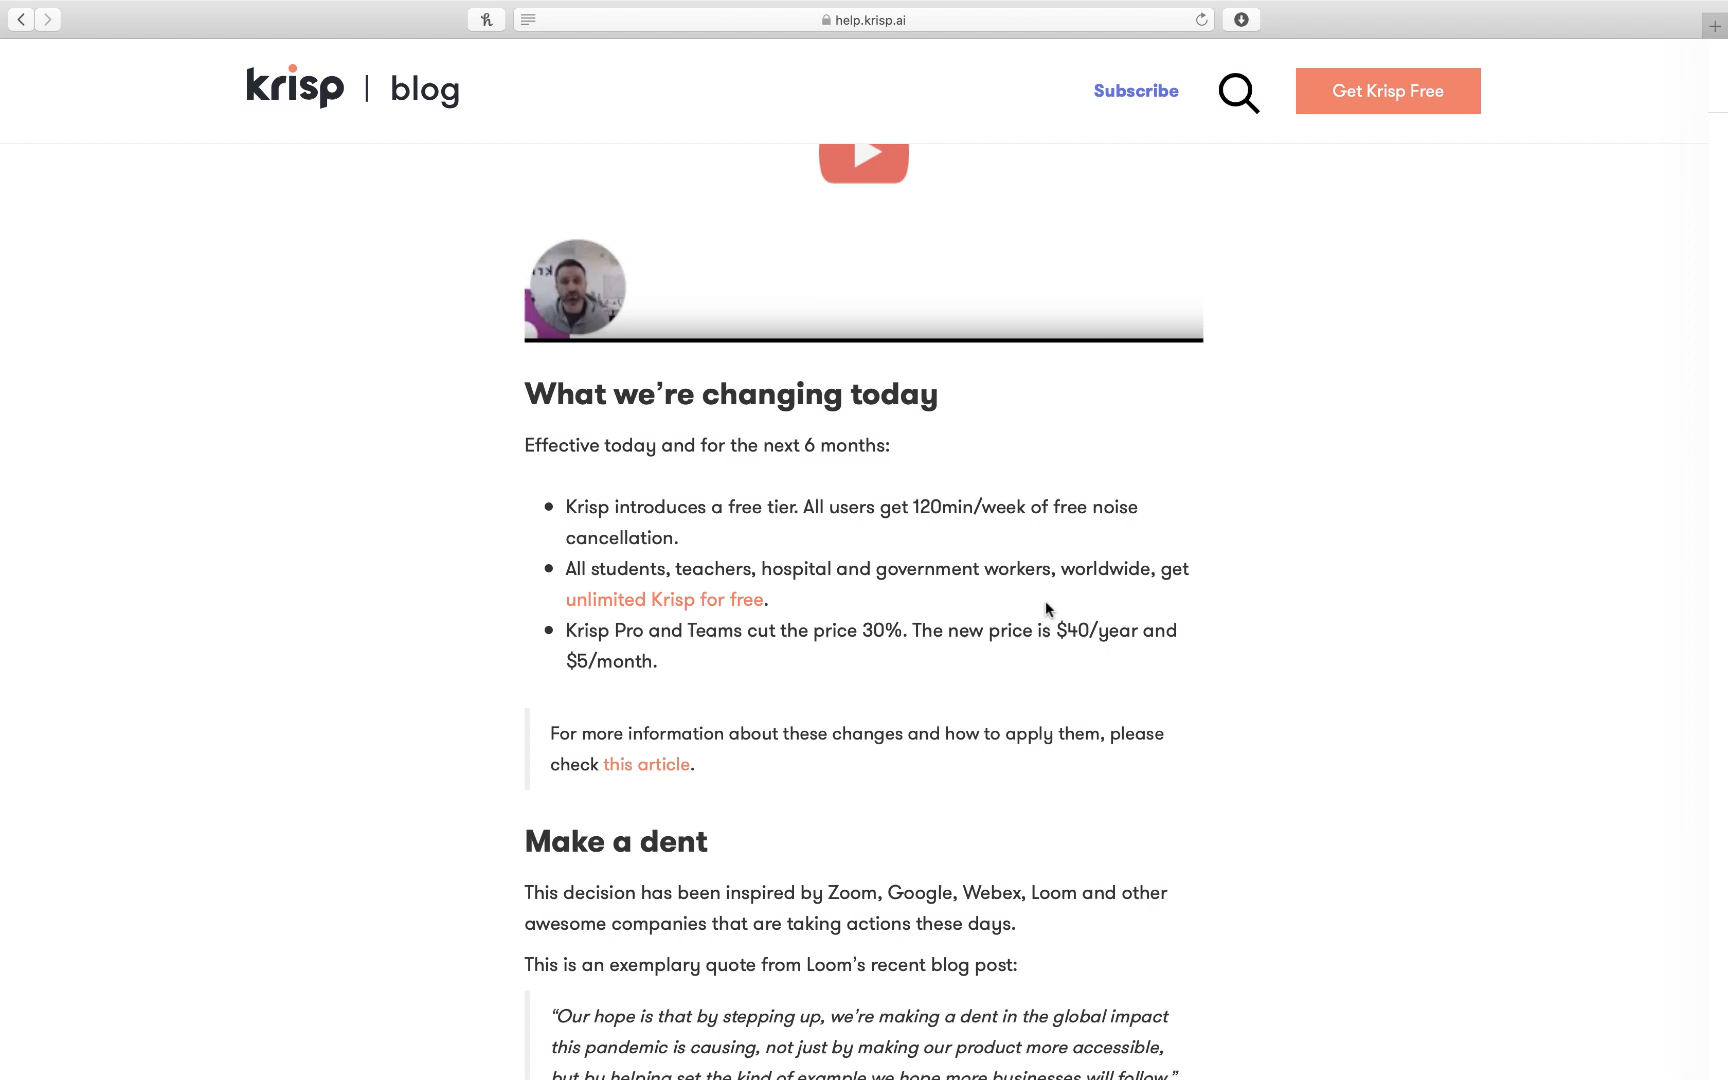 help.krisp.ai
krisp | blog
Subscribe
Get Krisp Free
What we're changing today
Effective today and for the next 6 months:
• Krisp introduces a free tier. All users get 120min/week of free noise
cancellation.
• All students, teachers, hospital and government workers, worldwide, get
unlimited Krisp for free.
• Krisp Pro and Teams cut the price 30%. The new price is $40/year and
$5/month.
For more information about these changes and how to apply them, please
check this article.
Make a dent
This decision has been inspired by Zoom, Google, Webex, Loom and other
awesome companies that are taking actions these days.
This is an exemplary quote from Loom's recent blog post:
“Our hope is that by stepping up, we're making a dent in the global impact
this pandemic is causing, not just by making our product more accessible,
but by helping set the kind of example we hope more businesses will follow.”